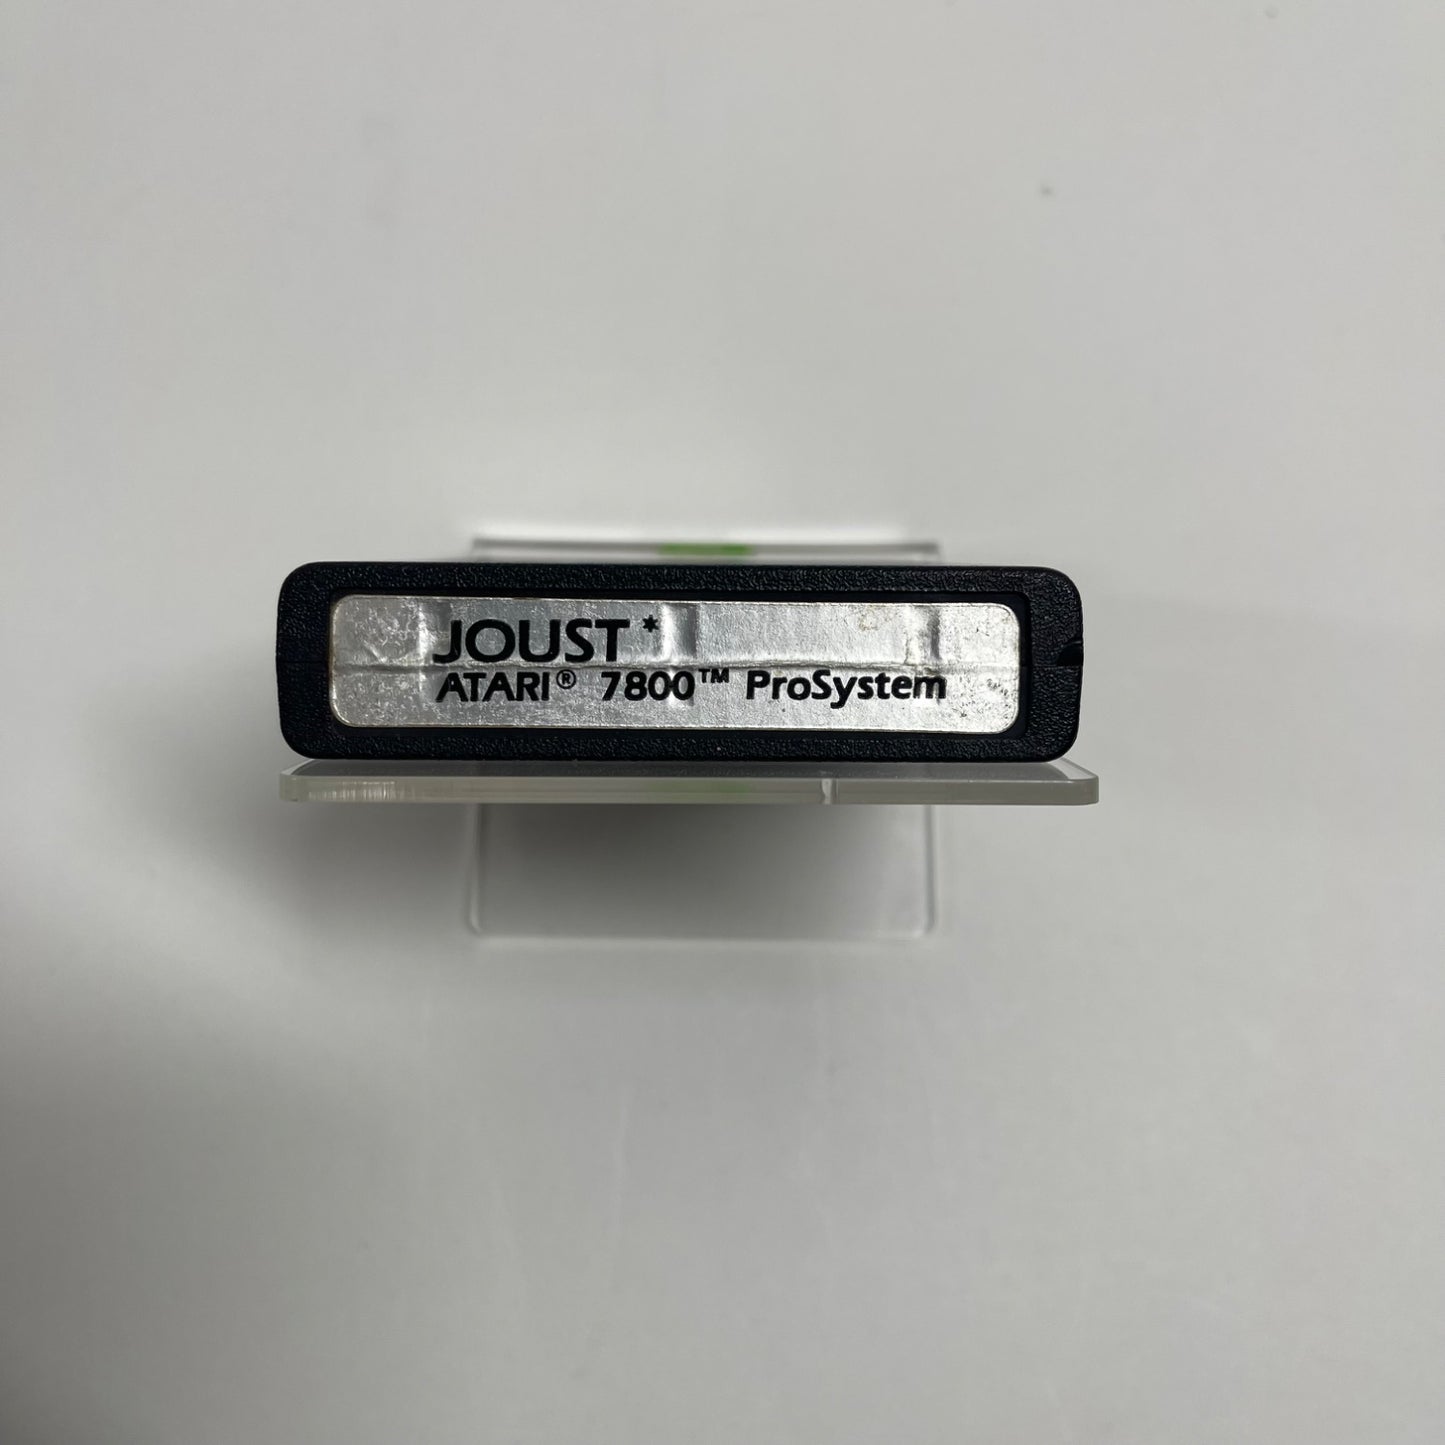 JOUST*
ATARI® 7800™ ProSystem